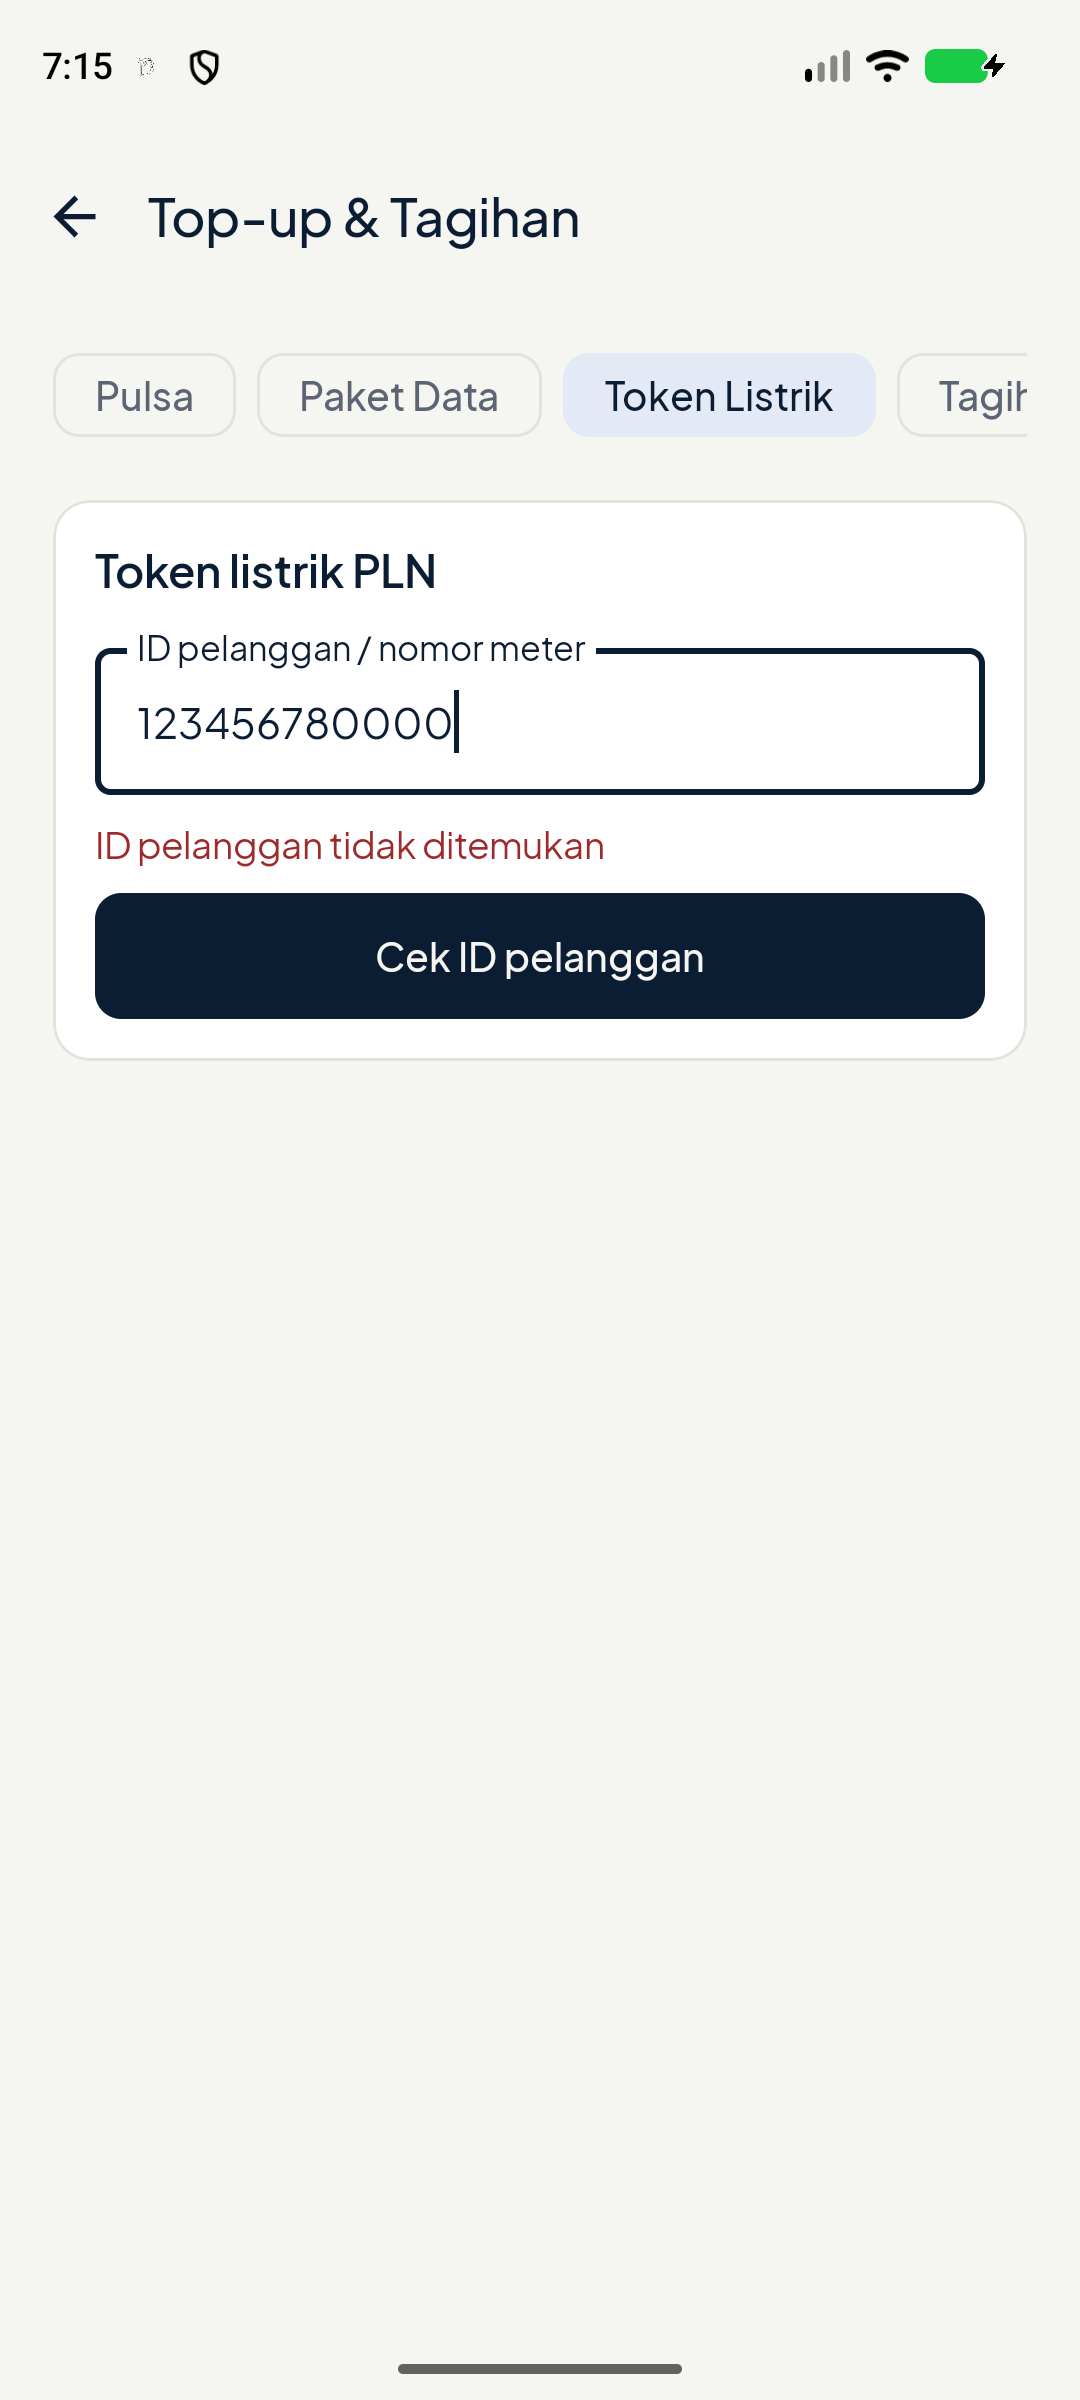 7:15
Top-up & Tagihan
Pulsa
Paket Data
Token Listrik
Tagih
Token listrik PLN
ID pelanggan / nomor meter
123456780000
ID pelanggan tidak ditemukan
Cek ID pelanggan